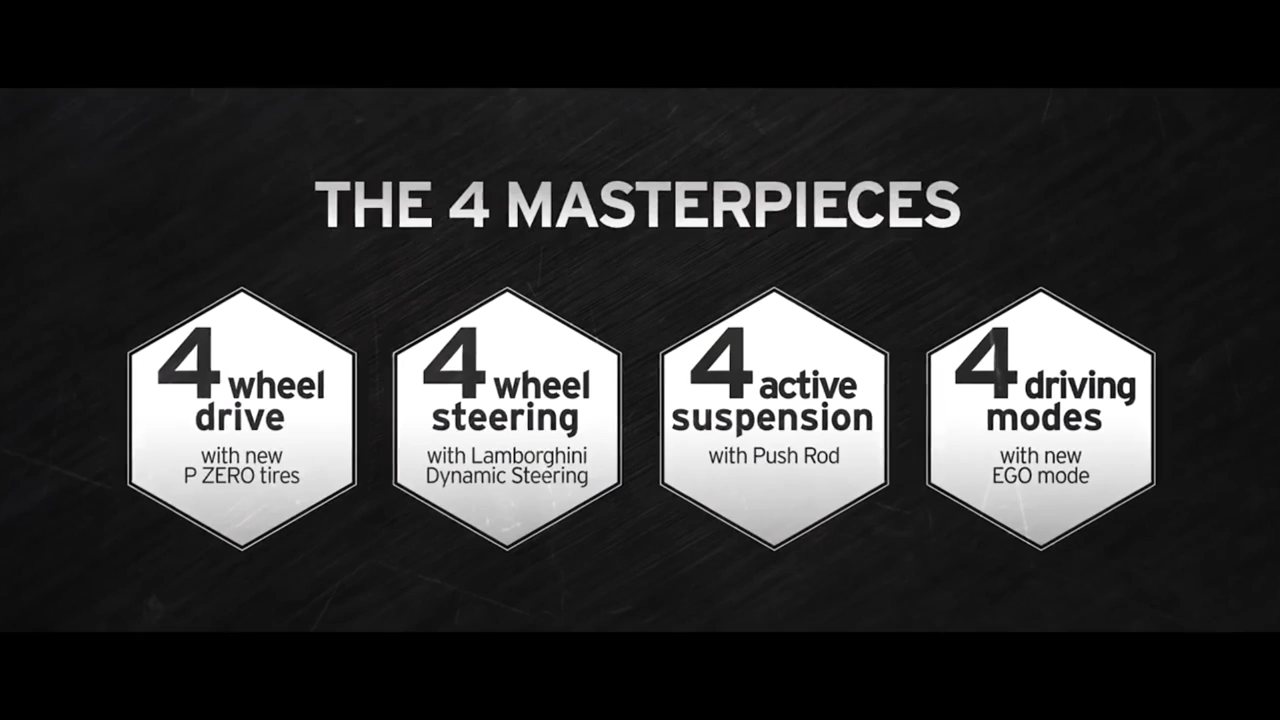 THE 4 MASTERPIECES
4 wheel
drive
with new
P ZERO tires
4 wheel
steering
with Lamborghini
Dynamic Steering
4 active
suspension
with Push Rod
4 driving
modes
with new
EGO mode